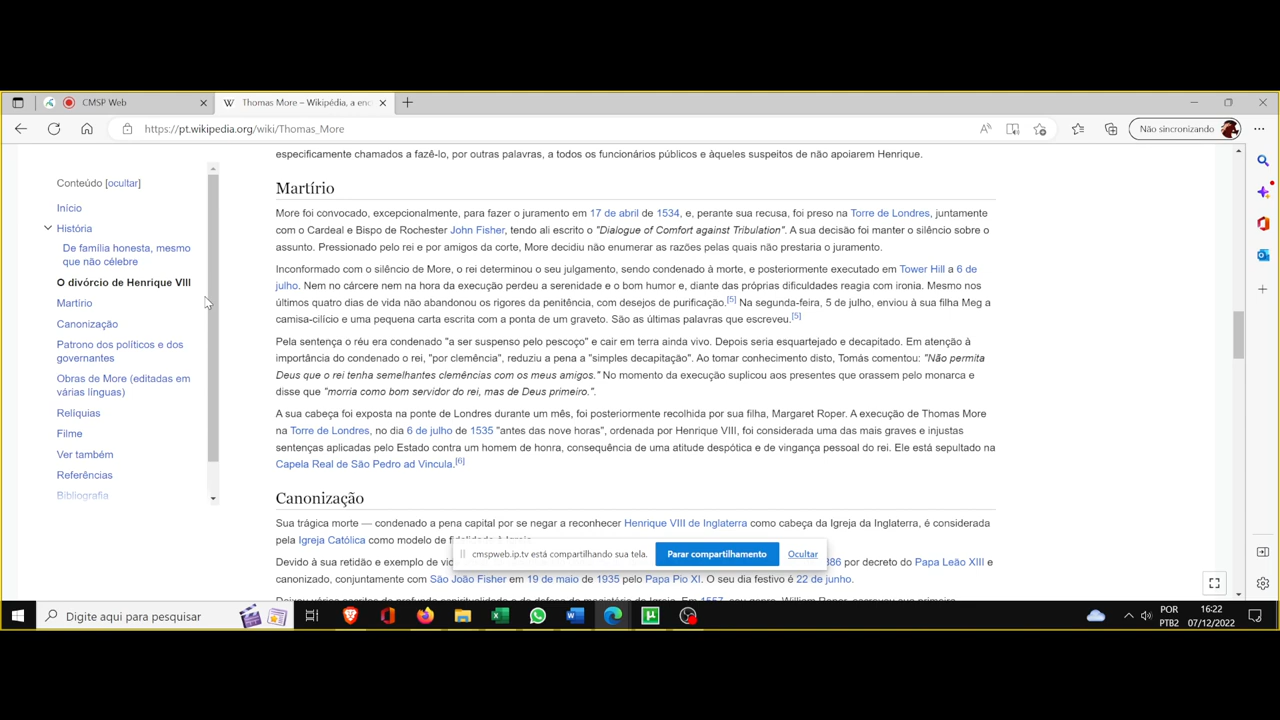 CMSP Web
Thomas More – Wikipédia, a enc
https://pt.wikipedia.org/wiki/Thomas_More
Não sincronizando
Conteúdo [ocultar]
Início
História
De família honesta, mesmo
que não célebre
O divórcio de Henrique VIII
Martírio
Canonização
Patrono dos políticos e dos
governantes
Obras de More (editadas em
várias línguas)
Relíquias
Filme
Ver também
Referências
Bibliografia
especificamente chamados a fazê-lo, por outras palavras, a todos os funcionários públicos e àqueles suspeitos de não apoiarem Henrique.
Martírio
More foi convocado, excepcionalmente, para fazer o juramento em 17 de abril de 1534, e, perante sua recusa, foi preso na Torre de Londres, juntamente
com o Cardeal e Bispo de Rochester John Fisher, tendo ali escrito o "Dialogue of Comfort against Tribulation". A sua decisão foi manter o silêncio sobre o
assunto. Pressionado pelo rei e por amigos da corte, More decidiu não enumerar as razões pelas quais não prestaria o juramento.
Inconformado com o silêncio de More, o rei determinou o seu julgamento, sendo condenado à morte, e posteriormente executado em Tower Hill a 6 de
julho. Nem no cárcere nem na hora da execução perdeu a serenidade e o bom humor e, diante das próprias dificuldades reagia com ironia. Mesmo nos
últimos quatro dias de vida não abandonou os rigores da penitência, com desejos de purificação.[5] Na segunda-feira, 5 de julho, enviou à sua filha Meg a
camisa-cilício e uma pequena carta escrita com a ponta de um graveto. São as últimas palavras que escreveu.[5]
Pela sentença o réu era condenado "a ser suspenso pelo pescoço" e cair em terra ainda vivo. Depois seria esquartejado e decapitado. Em atenção à
importância do condenado o rei, "por clemência", reduziu a pena a "simples decapitação". Ao tomar conhecimento disto, Tomás comentou: "Não permita
Deus que o rei tenha semelhantes clemências com os meus amigos." No momento da execução suplicou aos presentes que orassem pelo monarca e
disse que "morria como bom servidor do rei, mas de Deus primeiro.".
A sua cabeça foi exposta na ponte de Londres durante um mês, foi posteriormente recolhida por sua filha, Margaret Roper. A execução de Thomas More
na Torre de Londres, no dia 6 de julho de 1535 "antes das nove horas", ordenada por Henrique VIII, foi considerada uma das mais graves e injustas
sentenças aplicadas pelo Estado contra um homem de honra, consequência de uma atitude despótica e de vingança pessoal do rei. Ele está sepultado na
Capela Real de São Pedro ad Vincula.[6]
Canonização
Sua trágica morte — condenado a pena capital por se negar a reconhecer Henrique VIII de Inglaterra como cabeça da Igreja da Inglaterra, é considerada
pela Igreja Católica como modelo de
Devido à sua retidão e exemplo de 886 por decreto do Papa Leão XIII e
canonizado, conjuntamente com São João Fisher em 19 de maio de 1935 pelo Papa Pio XI. O seu dia festivo é 22 de junho.
cmspweb.ip.tv está compartilhando sua tela.
Parar compartilhamento
Ocultar
Digite aqui para pesquisar
POR
PTB2
16:22
07/12/2022